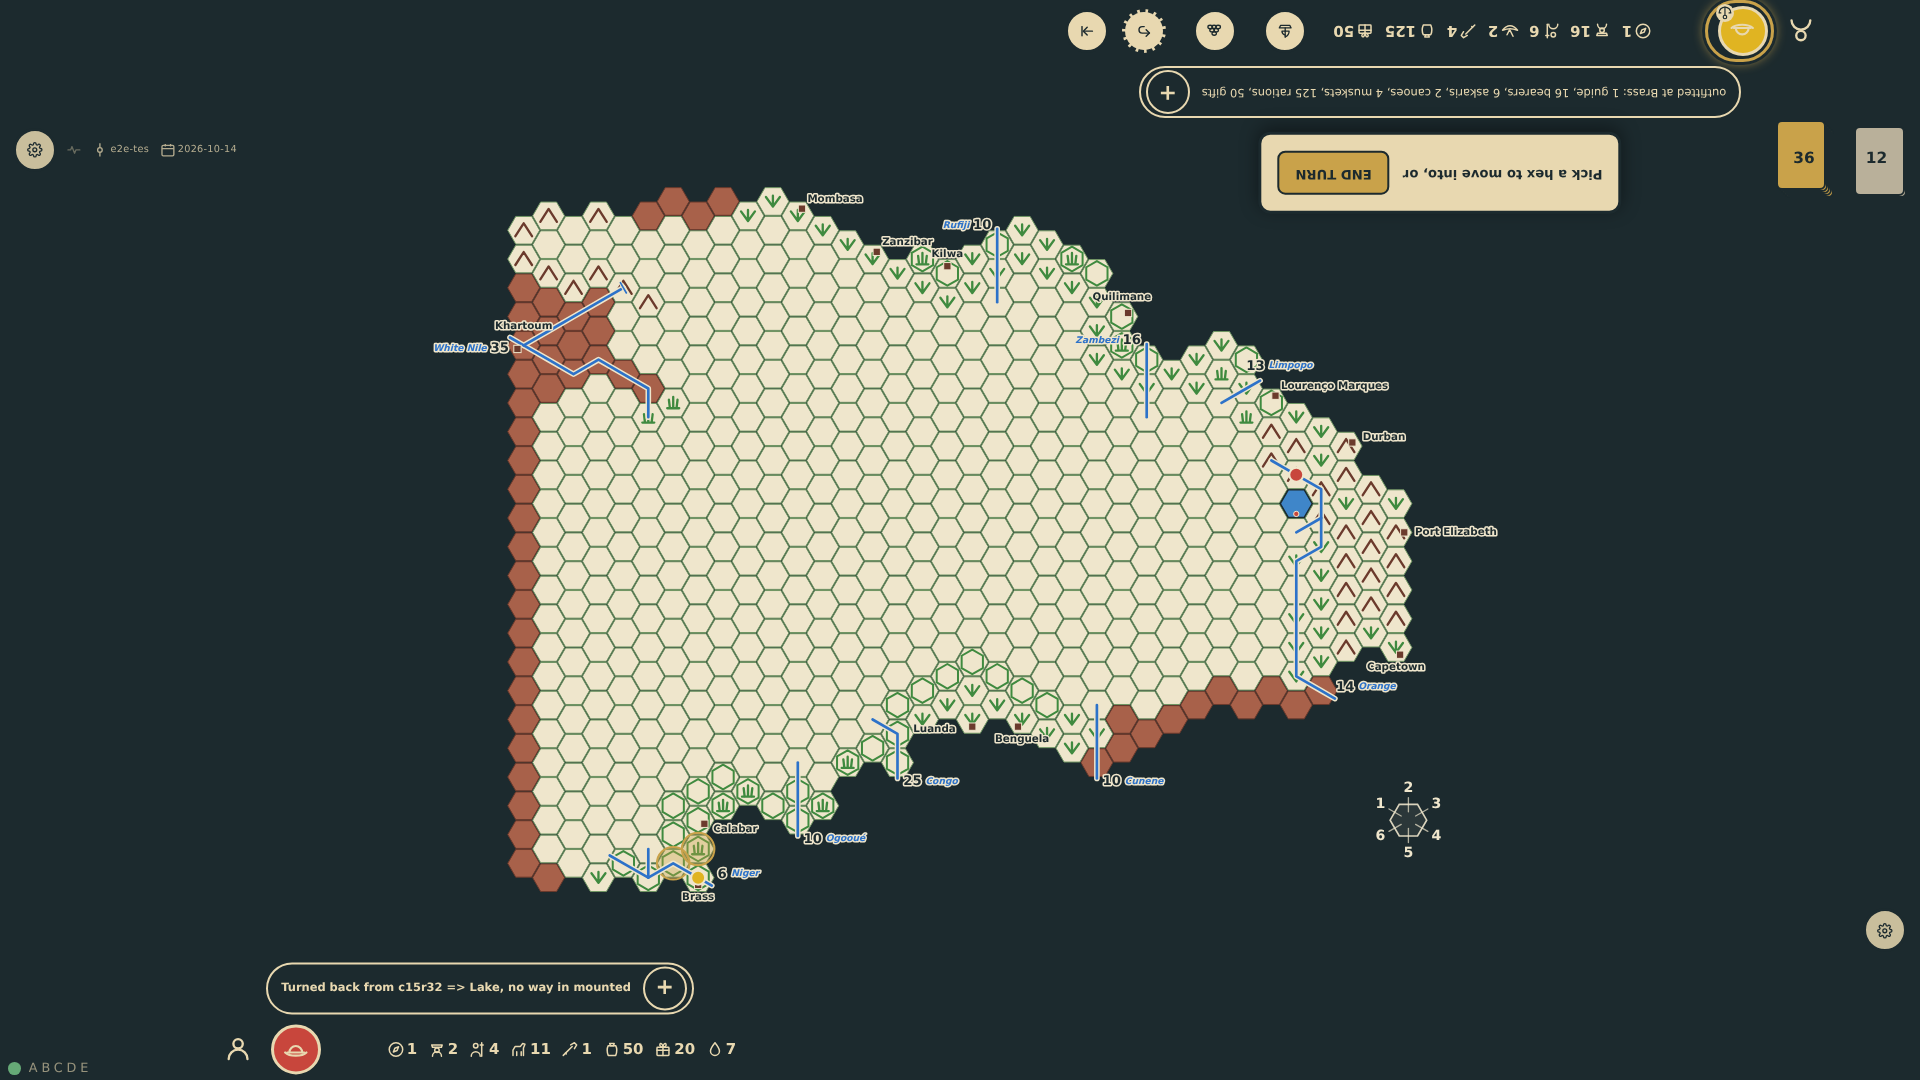 1 16 6 2 4 125 50
outfitted at Brass: 1 guide, 16 bearers, 6 askaris, 2 canoes, 4 muskets, 125 rations, 50 gifts
+
Pick a hex to move into, or END TURN
36
12
e2e-tes 2026-10-14
Mombasa
Rufiji 10
Zanzibar
Kilwa
Quilimane
Khartoum
Zambezi 16
White Nile 35
13 Limpopo
Lourenço Marques
Durban
Port Elizabeth
Capetown
14 Orange
Luanda
Benguela
25 Congo
10 Cunene
Calabar
10 Ogooué
6 Niger
Brass
2
1 3
6 4
5
Turned back from c15r32 => Lake, no way in mounted +
1 2 4 11 1 50 20 7
ABCDE